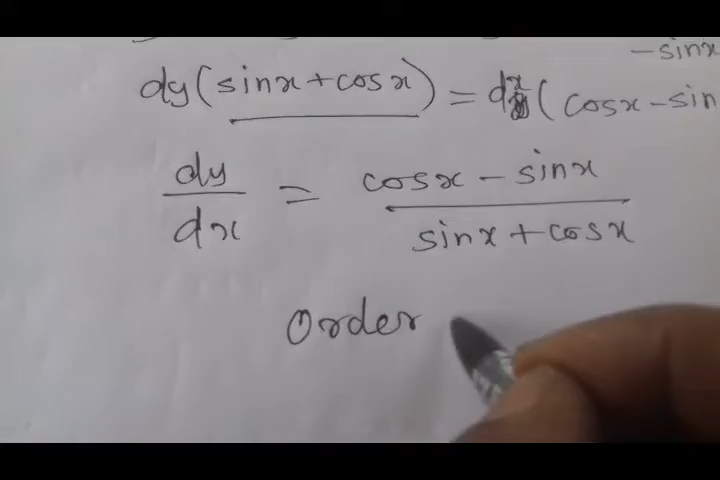 -sinx
dy(sinx+cosx) = dx (cosx-sin
dy/dx = cosx - sinx / sinx + cosx
Order